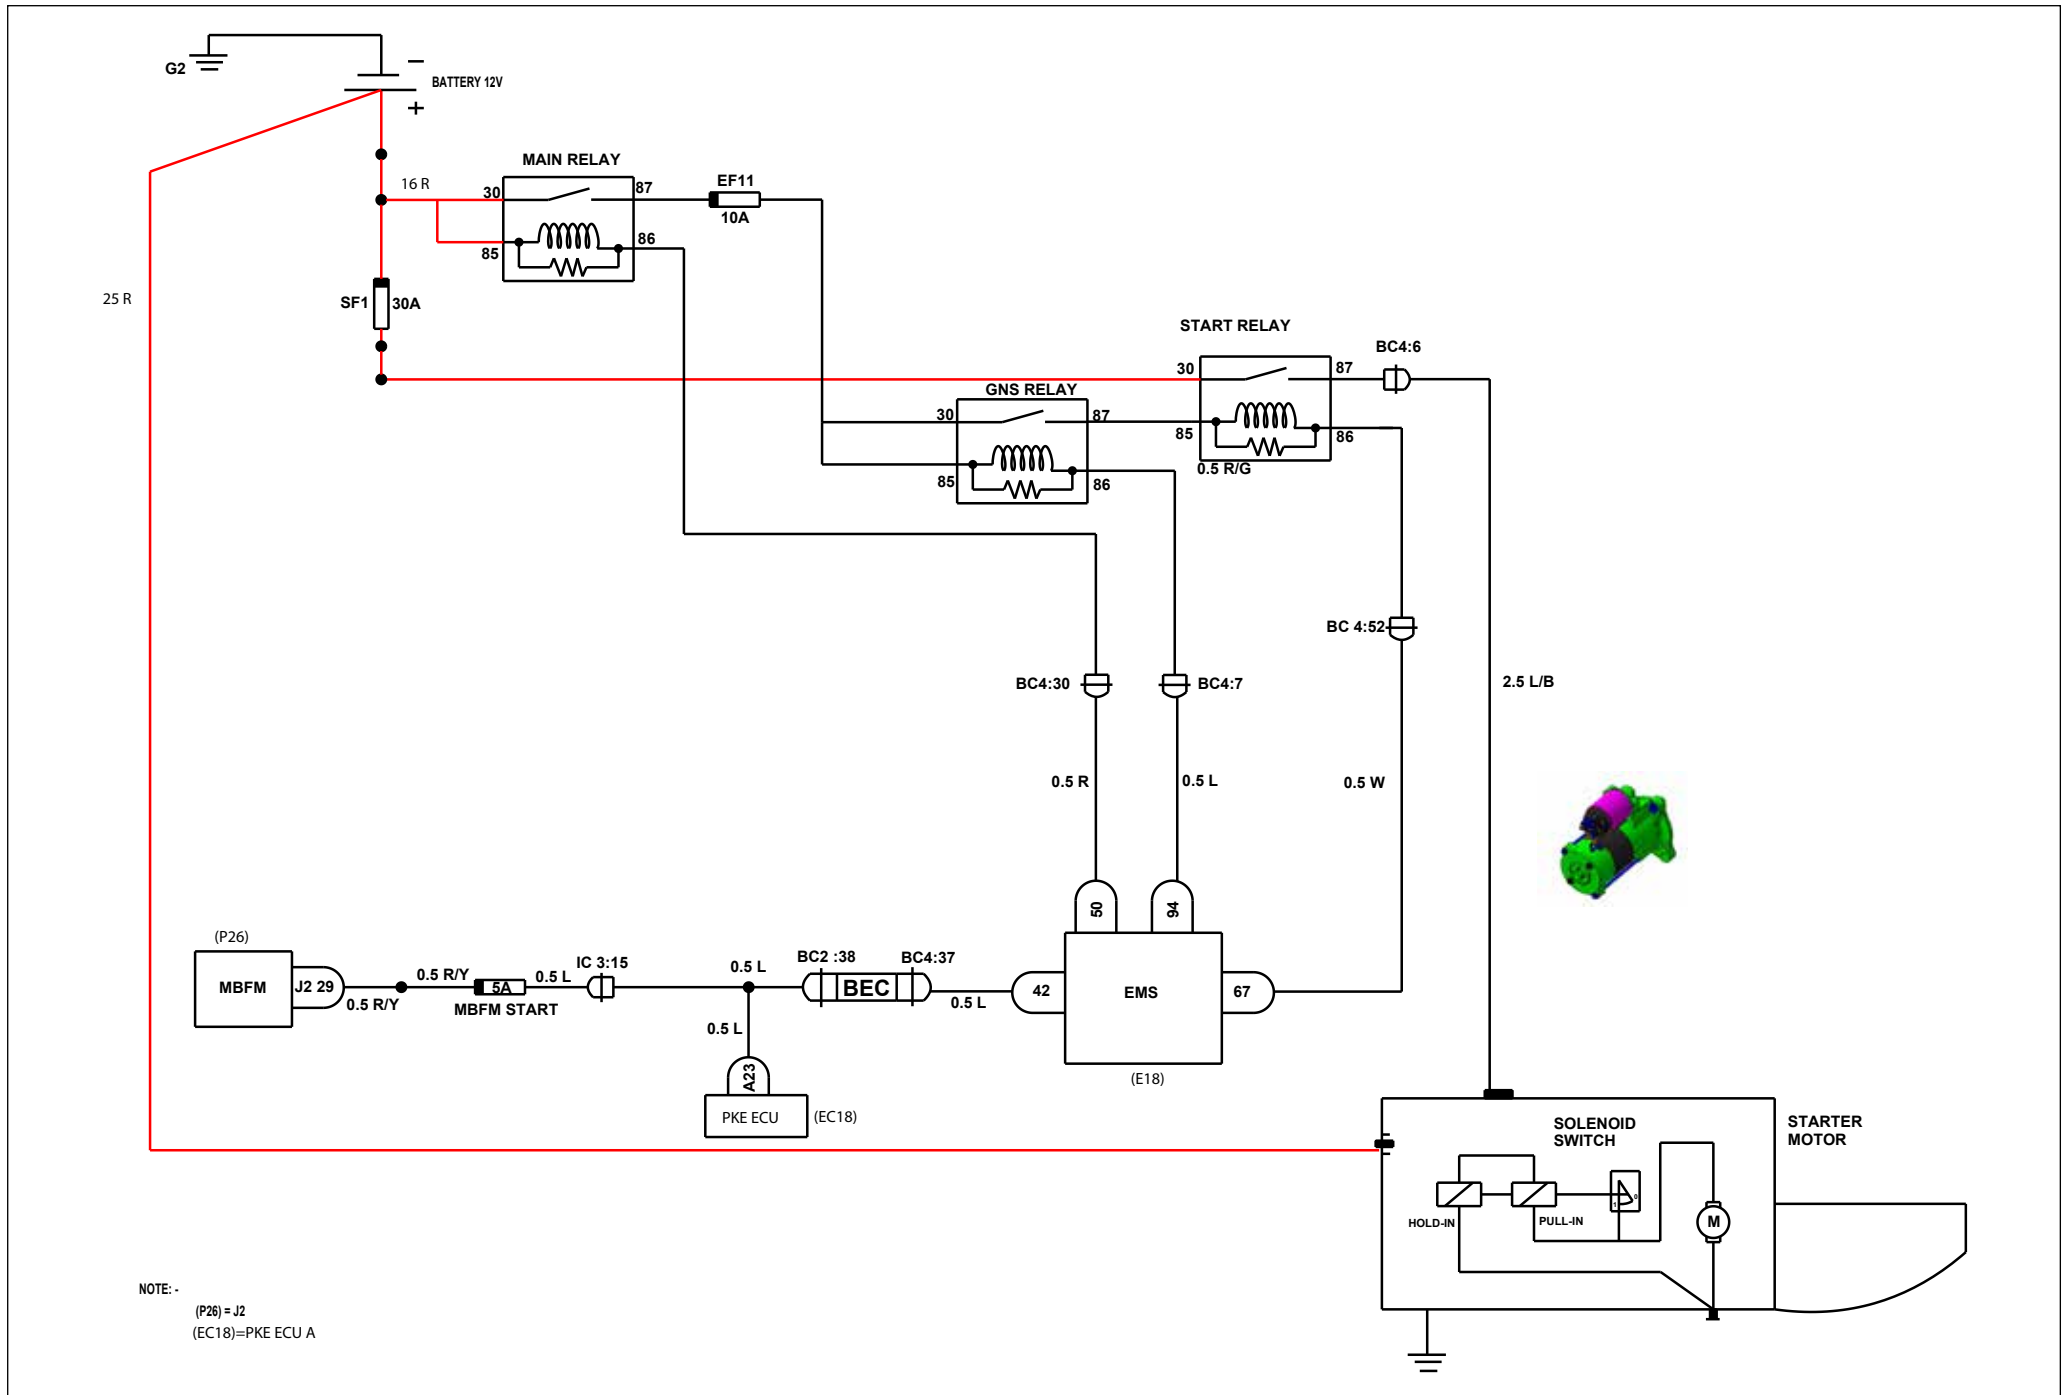 G2
BATTERY 12V
MAIN RELAY
16 R
30
87
85
86
EF11
10A
25 R
SF1
30A
START RELAY
30
87
85
86
0.5 R/G
BC4:6
GNS RELAY
30
87
85
86
BC 4:52
BC4:30
BC4:7
2.5 L/B
0.5 R
0.5 L
0.5 W
50
94
(P26)
MBFM
J2 29
0.5 R/Y
0.5 R/Y
5A
MBFM START
0.5 L
IC 3:15
0.5 L
BC2 :38
BEC
BC4:37
0.5 L
42
EMS
67
(E18)
0.5 L
A23
PKE ECU
(EC18)
SOLENOID
SWITCH
STARTER
MOTOR
HOLD-IN
PULL-IN
1
0
M
NOTE: -
(P26) = J2
(EC18)=PKE ECU A